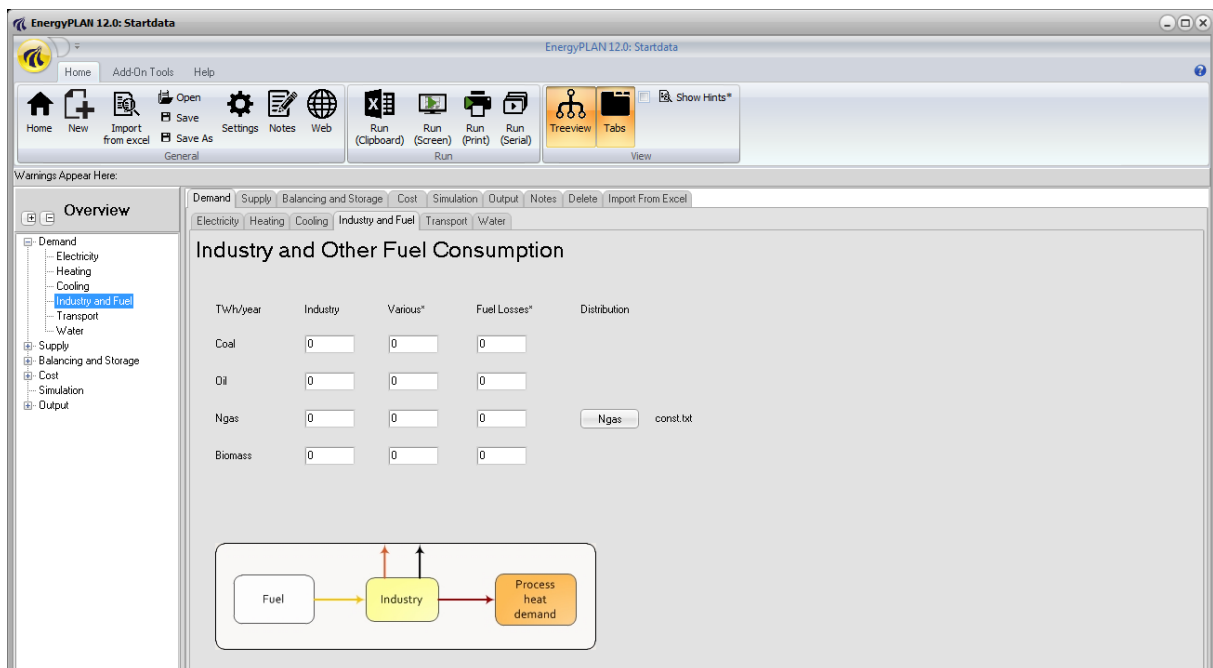 EnergyPLAN 12.0: Startdata
EnergyPLAN 12.0: Startdata
Home Add-On Tools Help
Home New Import from excel Open Save Save As Settings Notes Web Run (Clipboard) Run (Screen) Run (Print) Run (Serial) Treeview Tabs Show Hints*
General Run View
Warnings Appear Here:
Overview
Demand
Electricity
Heating
Cooling
Industry and Fuel
Transport
Water
Supply
Balancing and Storage
Cost
Simulation
Output
Demand Supply Balancing and Storage Cost Simulation Output Notes Delete Import From Excel
Electricity Heating Cooling Industry and Fuel Transport Water
Industry and Other Fuel Consumption
TWh/year Industry Various* Fuel Losses* Distribution
Coal 0 0 0
Oil 0 0 0
Ngas 0 0 0 Ngas const.txt
Biomass 0 0 0
Fuel
Industry
Process
heat
demand